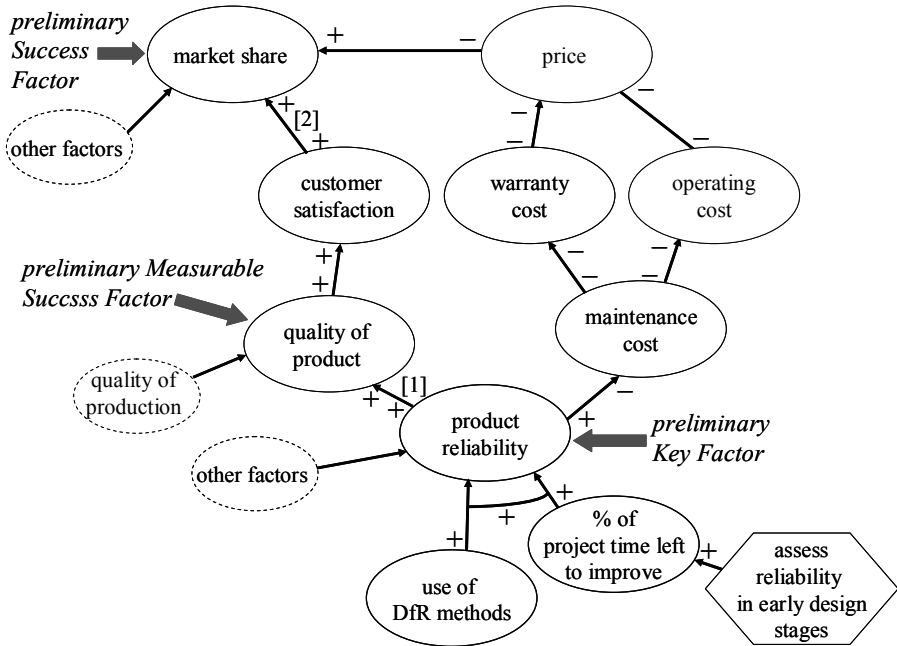 preliminary
Success
Factor
market share
+
−
price
other factors
+
[2]
+
−
−
−
−
customer
satisfaction
warranty
cost
operating
cost
+
+
−
−
−
−
preliminary Measurable
Succsss Factor
quality of
product
maintenance
cost
quality of
production
[1]
+
+
+
−
product
reliability
preliminary
Key Factor
other factors
+
+
+
% of
project time left
to improve
+
use of
DfR methods
assess
reliability
in early design
stages